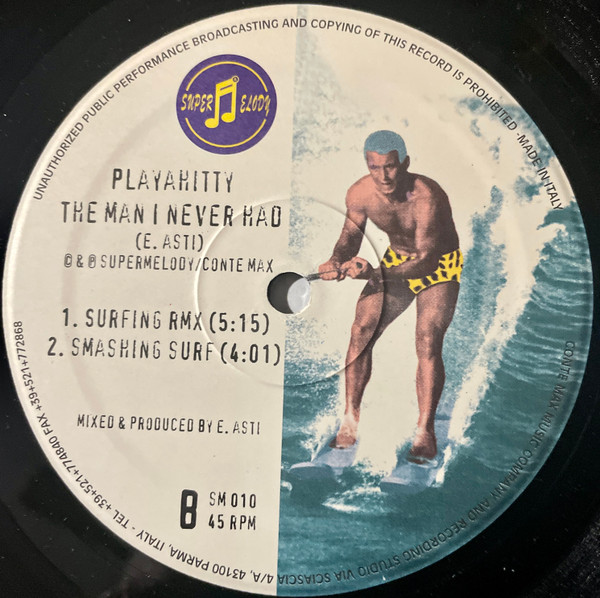 UNAUTHORIZED PUBLIC PERFORMANCE BROADCASTING AND COPYING OF THIS RECORD IS PROHIBITED - MADE IN ITALY
SUPER ELODY
PLAYAHITTY
THE MAN I NEVER HAD
(E. ASTI)
© & ℗ SUPERMELODY/CONTE MAX
1. SURFING RMX (5:15)
2. SMASHING SURF (4:01)
MIXED & PRODUCED BY E. ASTI
B
SM 010
45 RPM
CONTE MAX MUSIC COMPANY AND RECORDING STUDIO VIA SCIASCIA 4/A, 43100 PARMA, ITALY - TEL +39+521+774840 FAX +39+521+772868